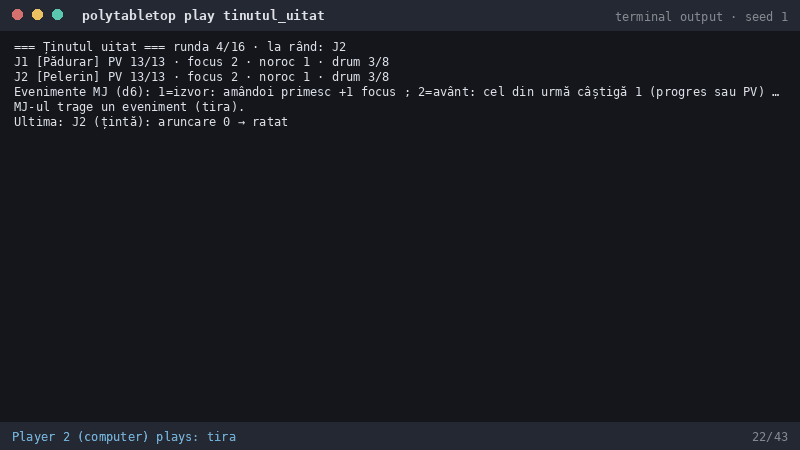 polytabletop play tinutul_uitat
terminal output · seed 1
=== Ținutul uitat === runda 4/16 · la rând: J2
J1 [Pădurar] PV 13/13 · focus 2 · noroc 1 · drum 3/8
J2 [Pelerin] PV 13/13 · focus 2 · noroc 1 · drum 3/8
Evenimente MJ (d6): 1=izvor: amândoi primesc +1 focus ; 2=avânt: cel din urmă câștigă 1 (progres sau PV) …
MJ-ul trage un eveniment (tira).
Ultima: J2 (țintă): aruncare 0 → ratat
Player 2 (computer) plays: tira
22/43